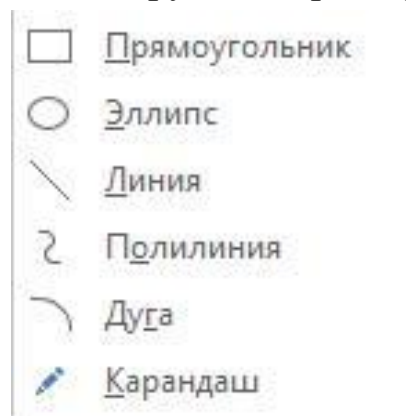 Прямоугольник
Эллипс
Линия
Полилиния
Дуга
Карандаш